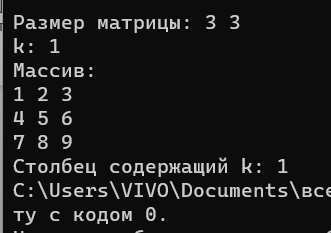 Размер матрицы: 3 3
k: 1
Массив:
1 2 3
4 5 6
7 8 9
Столбец содержащий k: 1
C:\Users\VIVO\Documents\все
ту с кодом 0.